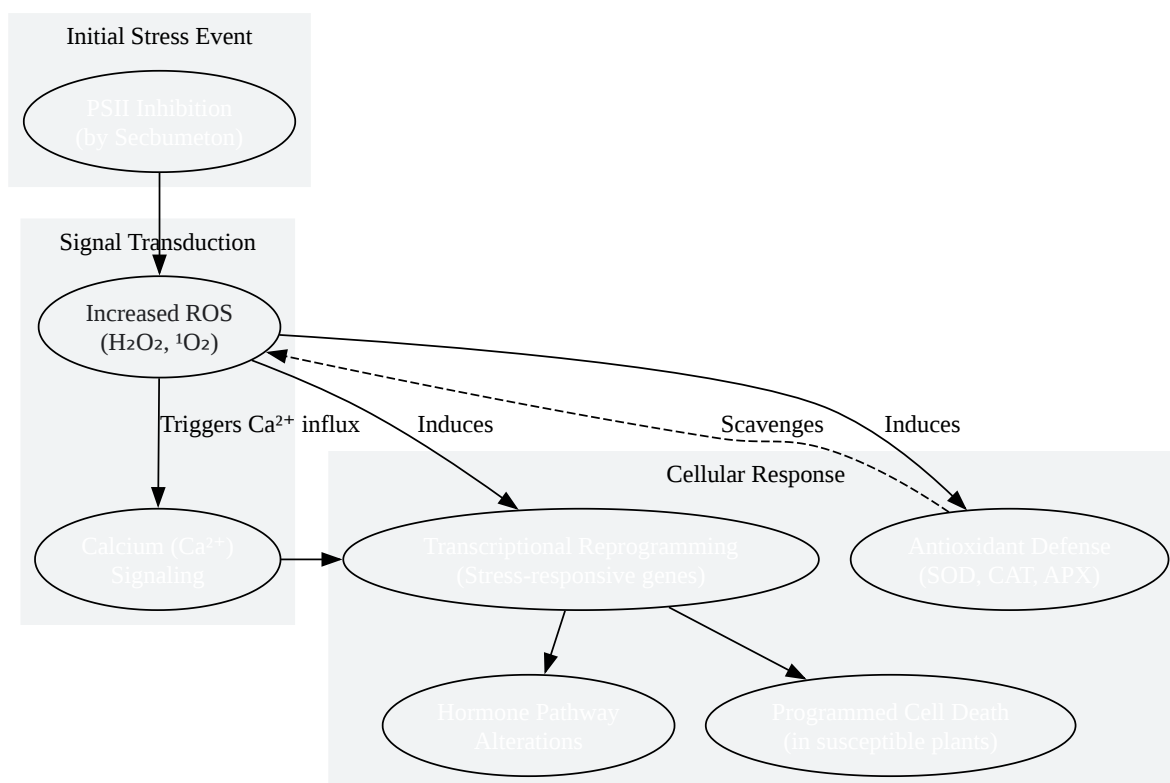 Initial Stress Event
PSII Inhibition
(by Secbumeton)
Signal Transduction
Increased ROS
(H₂O₂, ¹O₂)
Triggers Ca²⁺ influx
Induces
Scavenges
Induces
Cellular Response
Calcium (Ca²⁺)
Signaling
Transcriptional Reprogramming
(Stress-responsive genes)
Antioxidant Defense
(SOD, CAT, APX)
Hormone Pathway
Alterations
Programmed Cell Death
(in susceptible plants)